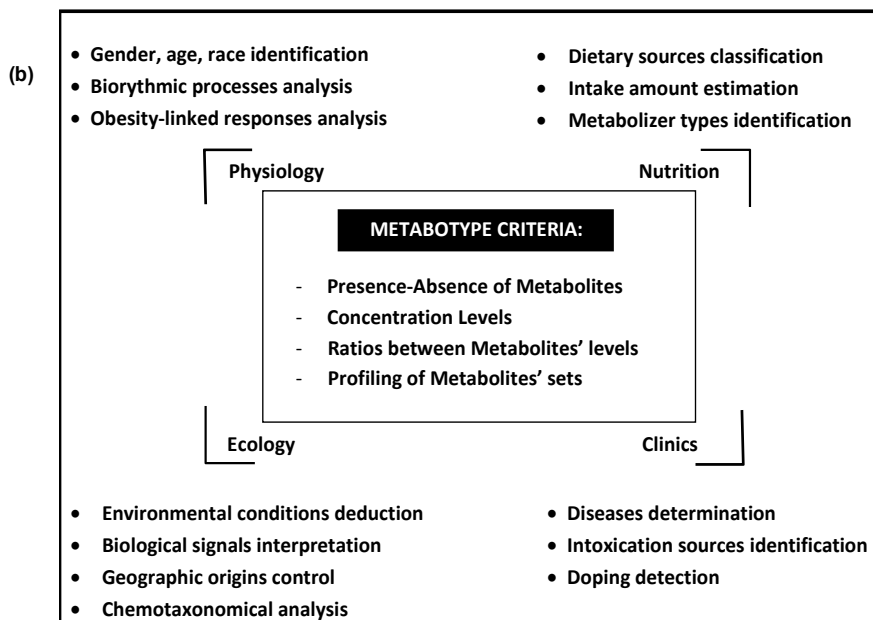 (b)
• Gender, age, race identification
• Biorythmic processes analysis
• Obesity-linked responses analysis
• Dietary sources classification
• Intake amount estimation
• Metabolizer types identification
Physiology
Nutrition
METABOTYPE CRITERIA:
- Presence-Absence of Metabolites
- Concentration Levels
- Ratios between Metabolites’ levels
- Profiling of Metabolites’ sets
Ecology
Clinics
• Environmental conditions deduction
• Biological signals interpretation
• Geographic origins control
• Chemotaxonomical analysis
• Diseases determination
• Intoxication sources identification
• Doping detection